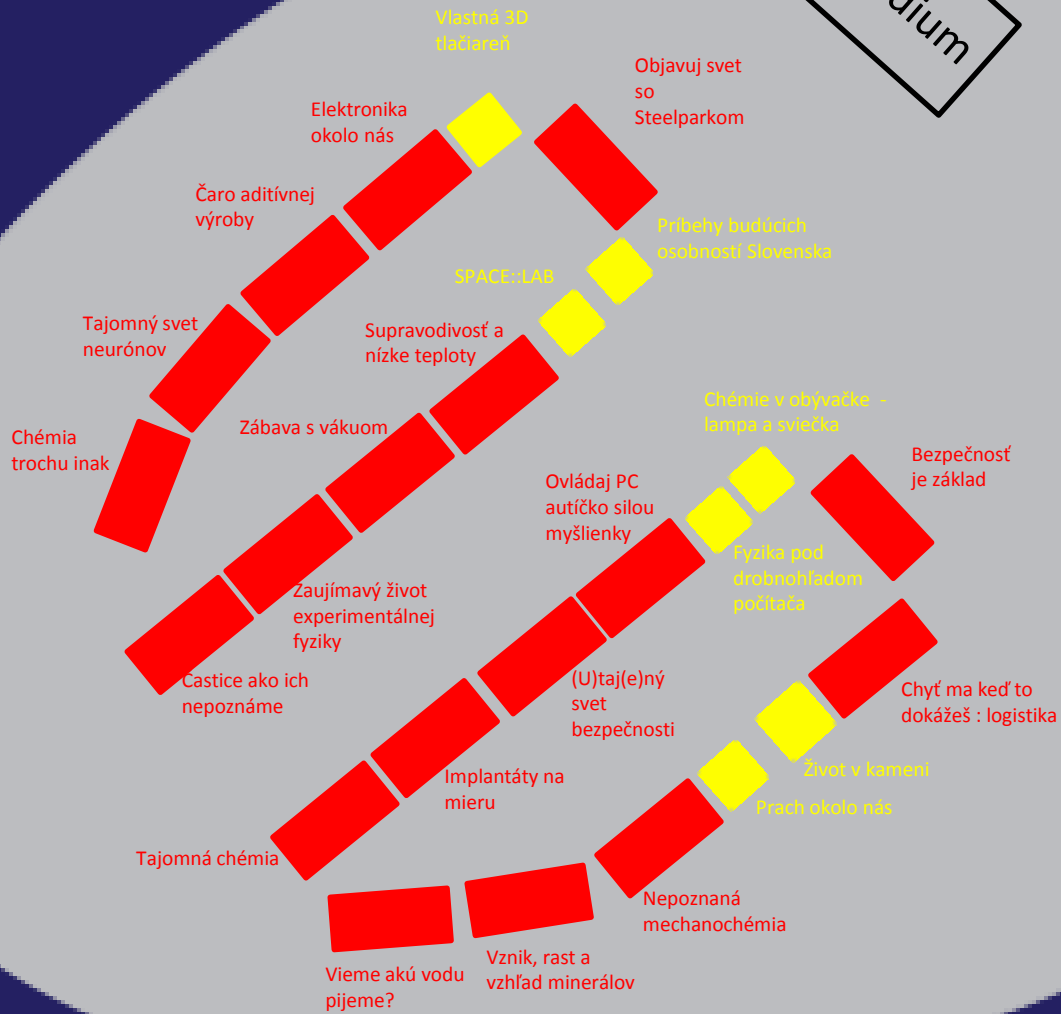 Vlastná 3D
tlačiareň
Objavuj svet
so
Steelparkom
Elektronika
okolo nás
Čaro aditívnej
výroby
Príbehy budúcich
osobností Slovenska
SPACE::LAB
Tajomný svet
neurónov
Supravodivosť a
nízke teploty
Chémia
trochu inak
Zábava s vákuom
Chémie v obývačke -
lampa a sviečka
Bezpečnosť
je základ
Ovládaj PC
autíčko silou
myšlienky
Fyzika pod
drobnohľadom
počítača
Zaujímavý život
experimentálnej
fyziky
Castice ako ich
nepoznáme
(U)taj(e)ný
svet
bezpečnosti
Chyť ma keď to
dokážeš : logistika
Implantáty na
mieru
Život v kameni
Prach okolo nás
Tajomná chémia
Nepoznaná
mechanochémia
Vznik, rast a
vzhľad minerálov
Vieme akú vodu
pijeme?